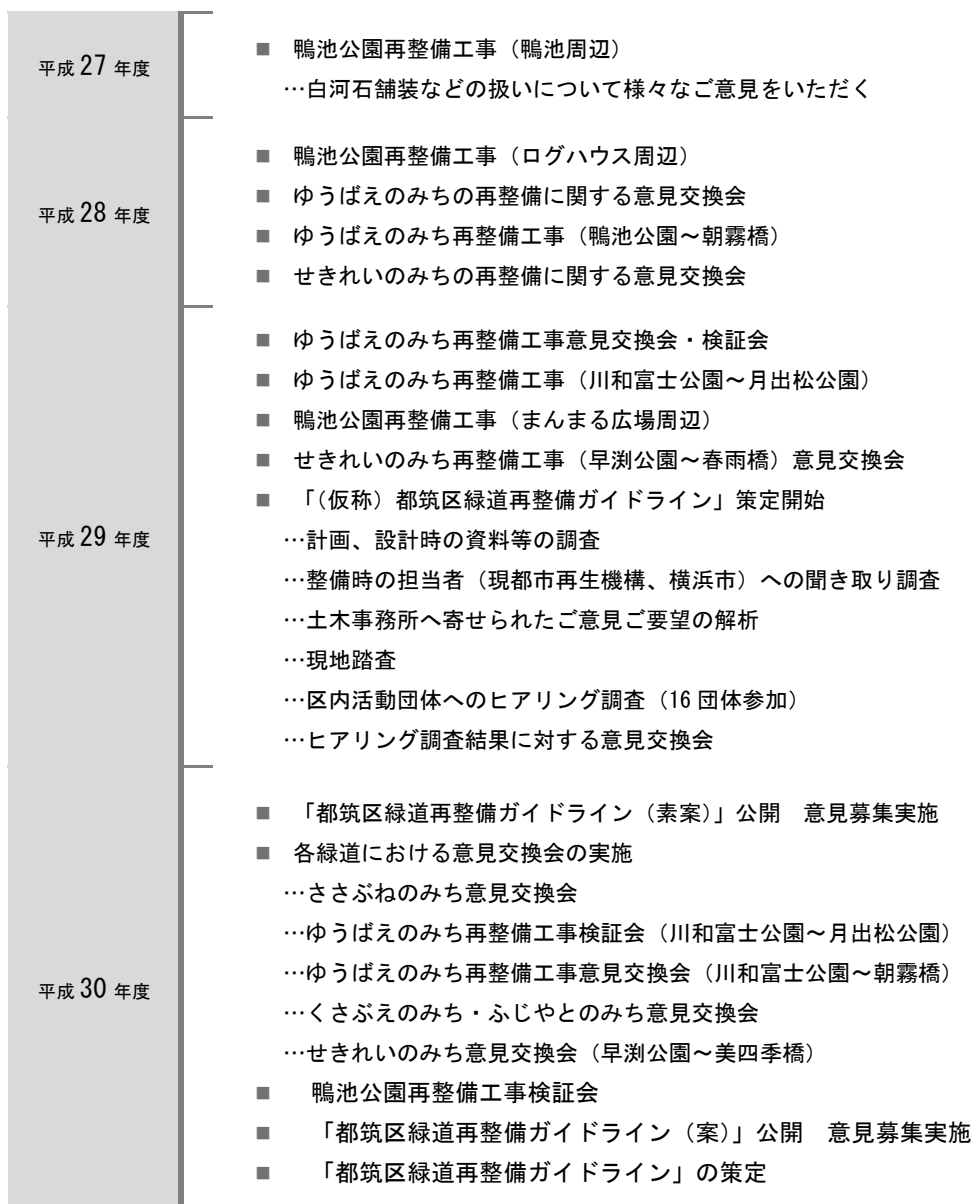 平成 27 年度
■ 鴨池公園再整備工事（鴨池周辺）
…白河石舗装などの扱いについて様々なご意見をいただく
平成 28 年度
■ 鴨池公園再整備工事（ログハウス周辺）
■ ゆうばえのみちの再整備に関する意見交換会
■ ゆうばえのみち再整備工事（鴨池公園～朝霧橋）
■ せきれいのみちの再整備に関する意見交換会
平成 29 年度
■ ゆうばえのみち再整備工事意見交換会・検証会
■ ゆうばえのみち再整備工事（川和富士公園～月出松公園）
■ 鴨池公園再整備工事（まんまる広場周辺）
■ せきれいのみち再整備工事（早渕公園～春雨橋）意見交換会
■ 「（仮称）都筑区緑道再整備ガイドライン」策定開始
…計画、設計時の資料等の調査
…整備時の担当者（現都市再生機構、横浜市）への聞き取り調査
…土木事務所へ寄せられたご意見ご要望の解析
…現地踏査
…区内活動団体へのヒアリング調査（16 団体参加）
…ヒアリング調査結果に対する意見交換会
平成 30 年度
■ 「都筑区緑道再整備ガイドライン（素案）」公開　意見募集実施
■ 各緑道における意見交換会の実施
…ささぶねのみち意見交換会
…ゆうばえのみち再整備工事検証会（川和富士公園～月出松公園）
…ゆうばえのみち再整備工事意見交換会（川和富士公園～朝霧橋）
…くさぶえのみち・ふじやとのみち意見交換会
…せきれいのみち意見交換会（早渕公園～美四季橋）
■ 鴨池公園再整備工事検証会
■ 「都筑区緑道再整備ガイドライン（案）」公開　意見募集実施
■ 「都筑区緑道再整備ガイドライン」の策定